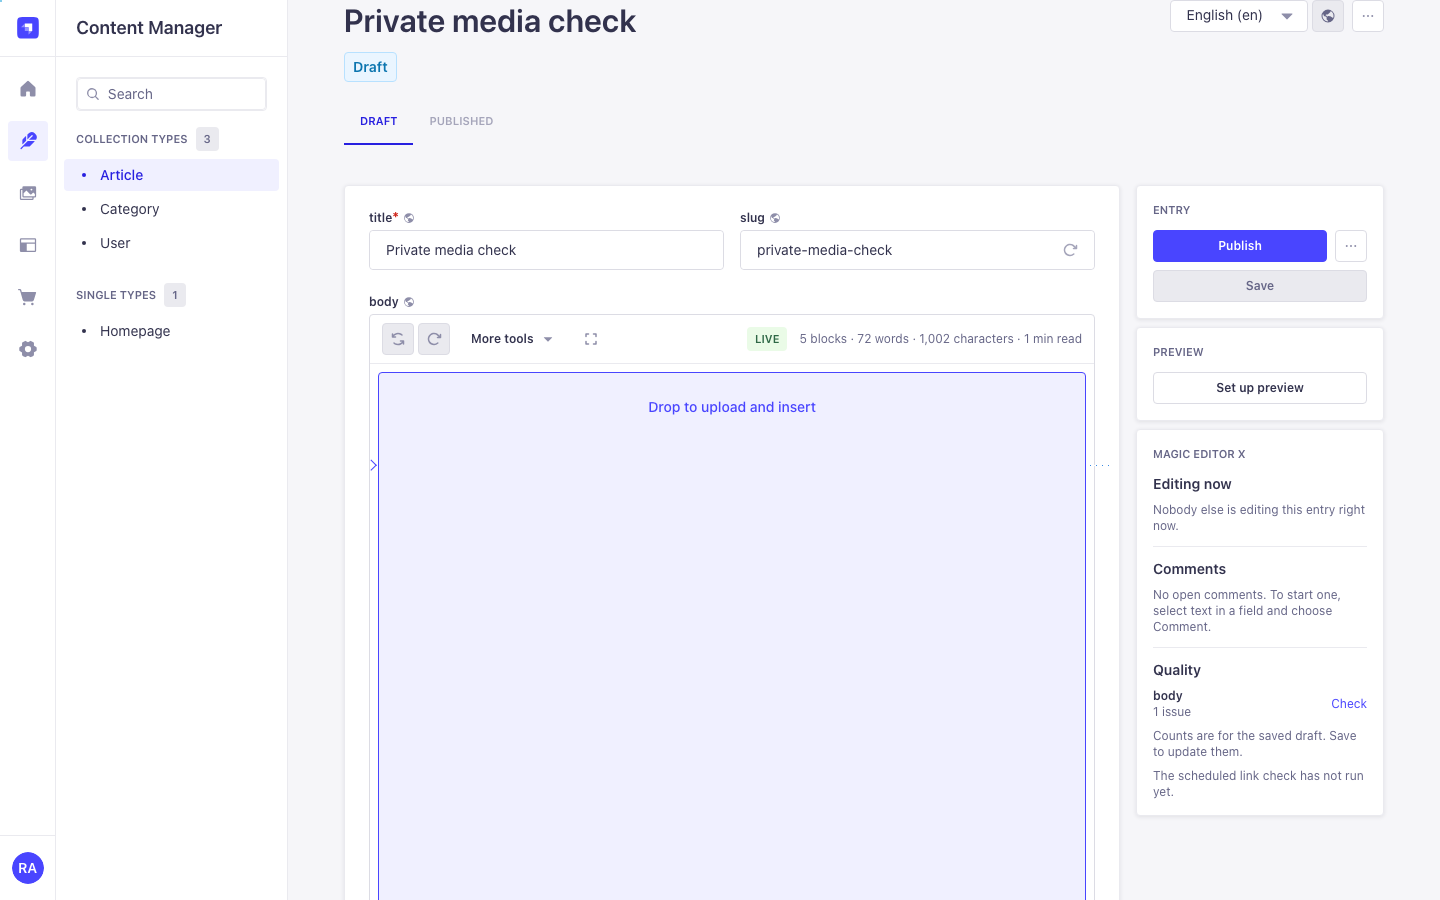 Content Manager
Search
COLLECTION TYPES 3
Article
Category
User
SINGLE TYPES 1
Homepage
RA
Private media check
English (en)
Draft
DRAFT PUBLISHED
title*
slug
Private media check
private-media-check
body
More tools
LIVE 5 blocks · 72 words · 1,002 characters · 1 min read
Drop to upload and insert
ENTRY
Publish
Save
PREVIEW
Set up preview
MAGIC EDITOR X
Editing now
Nobody else is editing this entry right
now.
Comments
No open comments. To start one,
select text in a field and choose
Comment.
Quality
body
1 issue
Check
Counts are for the saved draft. Save
to update them.
The scheduled link check has not run
yet.